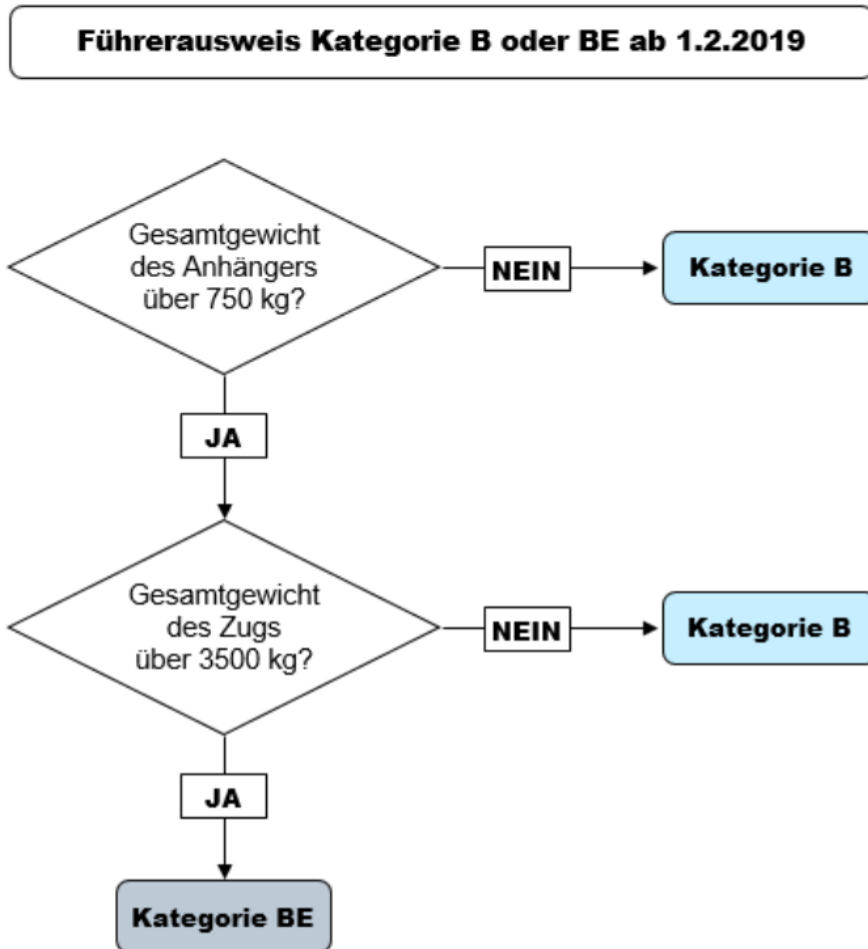 Führerausweis Kategorie B oder BE ab 1.2.2019
Gesamtgewicht
des Anhängers
über 750 kg?
NEIN
Kategorie B
JA
Gesamtgewicht
des Zugs
über 3500 kg?
NEIN
Kategorie B
JA
Kategorie BE